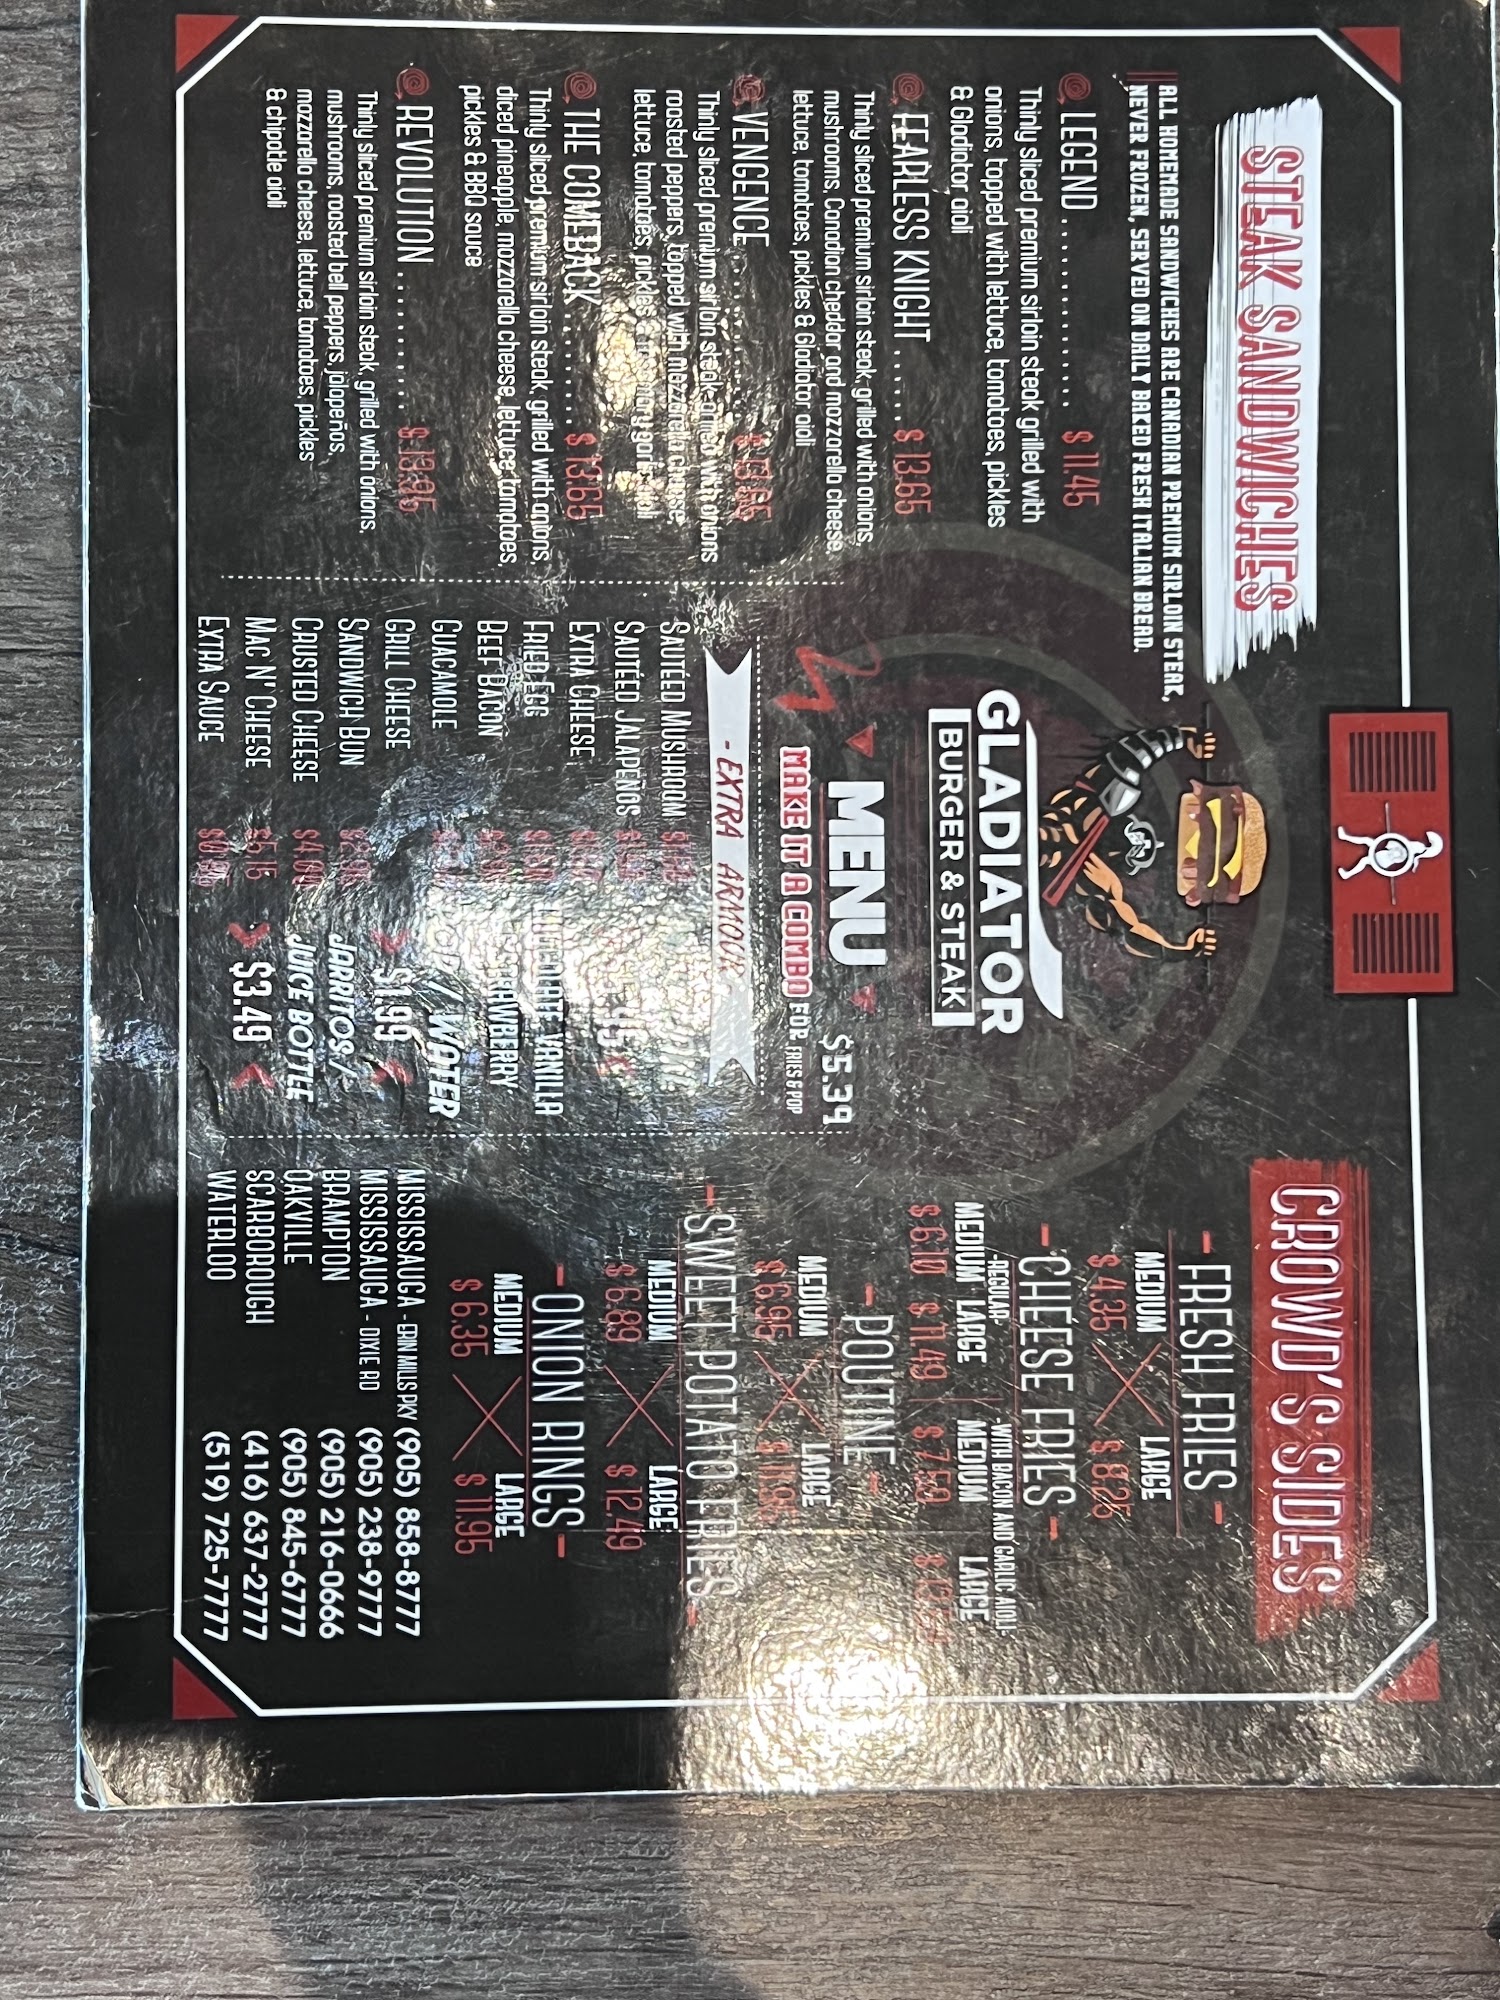 STEAK SANDWICHES
ALL HOMEMADE SANDWICHES ARE CANADIAN PREMIUM SIRLOIN STEAK,
NEVER FROZEN, SERVED ON DAILY BAKED FRESH ITALIAN BREAD.
LEGEND ............ $ 11.45
Thinly sliced premium sirloin steak grilled with
onions, topped with lettuce, tomatoes, pickles
& Gladiator aioli
FEARLESS KNIGHT ...... $ 13.65
Thinly sliced premium sirloin steak, grilled with onions,
mushrooms, Canadian cheddar and mozzarella cheese,
lettuce, tomatoes, pickles & Gladiator aioli
VENGENCE
Thinly sliced premium sirloin steak grilled with onions
roasted peppers, topped with mozzarella cheese,
lettuce, tomatoes, pickles
THE COMEBACK ........ $ 13.65
Thinly sliced premium sirloin steak, grilled with onions,
diced pineapple, mozzarella cheese, lettuce, tomatoes,
pickles & BBQ sauce
REVOLUTION .......... $ 13.95
Thinly sliced premium sirloin steak, grilled with onions,
mushrooms, roasted bell peppers, jalapeños,
mozzarella cheese, lettuce, tomatoes, pickles
& chipotle aioli
GLADIATOR
BURGER & STEAK
MENU
$5.39
MAKE IT A COMBO FOR FRIES & POP
- EXTRA ARMOUR
SAUTÉED MUSHROOM
SAUTÉED JALAPEÑOS
EXTRA CHEESE
FRIED EGG
BEEF BACON
GUACAMOLE
GRILL CHEESE
SANDWICH BUN
CRUSTED CHEESE
MAC N' CHEESE
EXTRA SAUCE
VANILLA
STRAWBERRY
/ WATER
$1.99
JARRITOS /
JUICE BOTTLE
$3.49
CROWD'S SIDES
- FRESH FRIES -
MEDIUM LARGE
$ 4.35 $ 8.25
- CHEESE FRIES -
-REGULAR- -WITH BACON AND GARLIC AIOLI-
MEDIUM LARGE MEDIUM LARGE
$ 6.10 $ 11.49 $ 7.59
- POUTINE -
MEDIUM LARGE
$ 6.95 $ 11.95
- SWEET POTATO FRIES -
MEDIUM LARGE
$ 6.89 $ 12.49
- ONION RINGS -
MEDIUM LARGE
$ 6.35 $ 11.95
MISSISSAUGA - ERIN MILLS PKY (905) 858-8777
MISSISSAUGA - DIXIE RD (905) 238-9777
BRAMPTON (905) 216-0666
OAKVILLE (905) 845-6777
SCARBOROUGH (416) 637-2777
WATERLOO (519) 725-7777